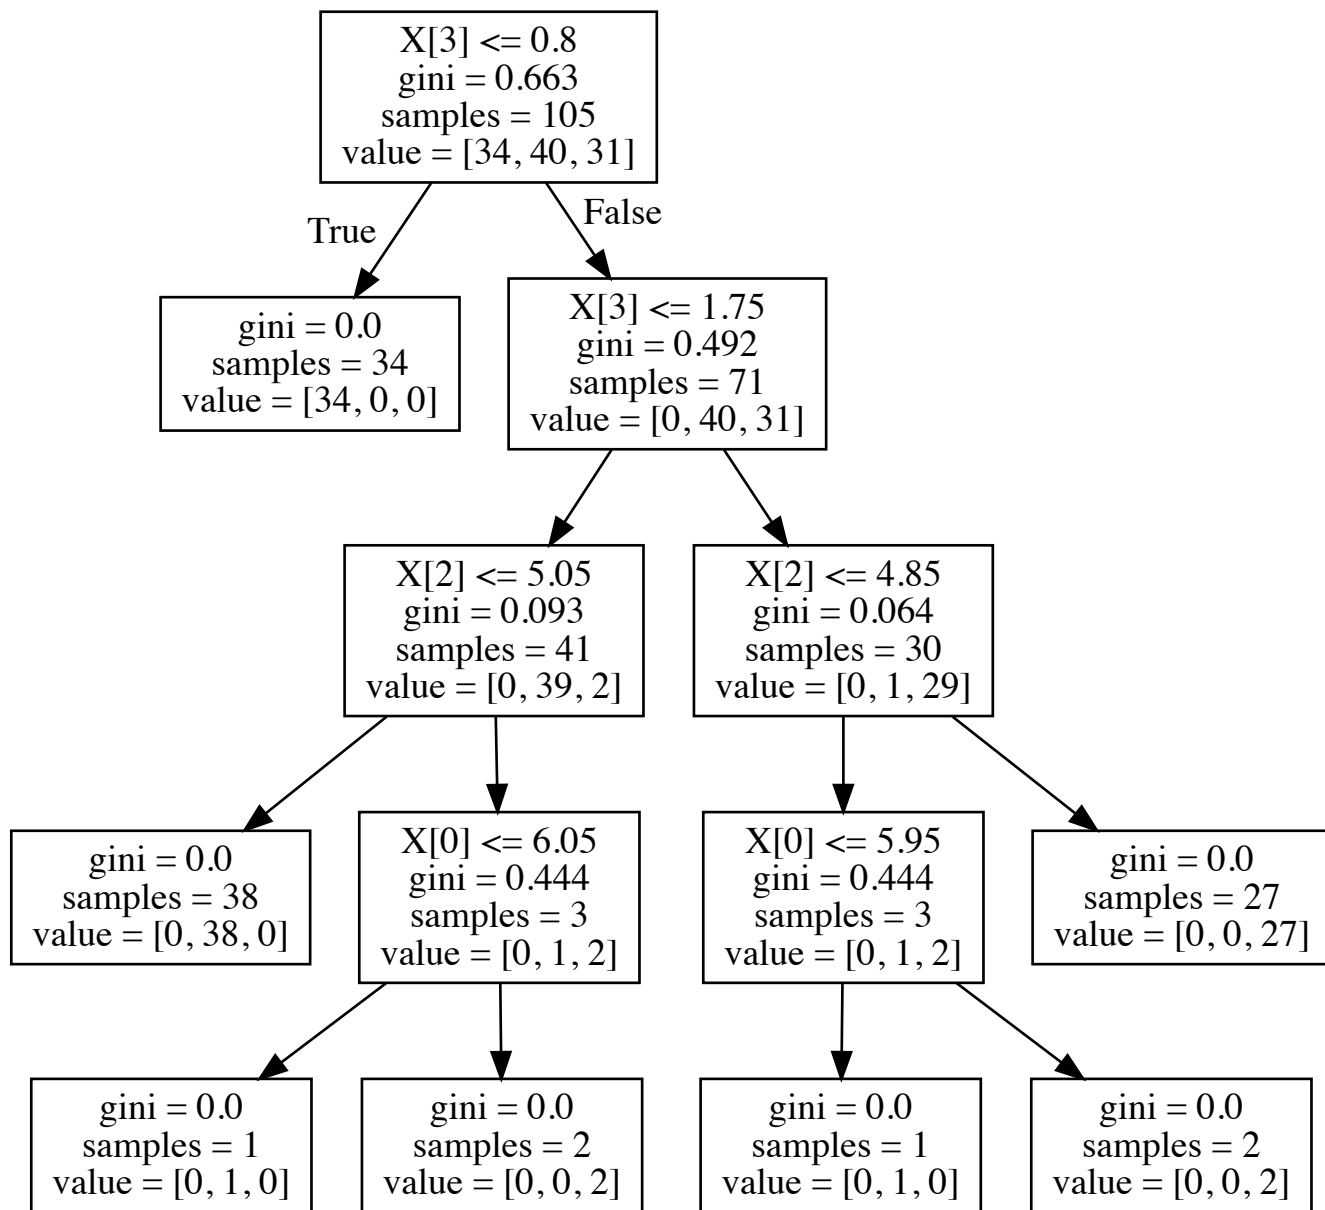 X[3] <= 0.8
gini = 0.663
samples = 105
value = [34, 40, 31]
True
False
gini = 0.0
samples = 34
value = [34, 0, 0]
X[3] <= 1.75
gini = 0.492
samples = 71
value = [0, 40, 31]
X[2] <= 5.05
gini = 0.093
samples = 41
value = [0, 39, 2]
X[2] <= 4.85
gini = 0.064
samples = 30
value = [0, 1, 29]
gini = 0.0
samples = 38
value = [0, 38, 0]
X[0] <= 6.05
gini = 0.444
samples = 3
value = [0, 1, 2]
X[0] <= 5.95
gini = 0.444
samples = 3
value = [0, 1, 2]
gini = 0.0
samples = 27
value = [0, 0, 27]
gini = 0.0
samples = 1
value = [0, 1, 0]
gini = 0.0
samples = 2
value = [0, 0, 2]
gini = 0.0
samples = 1
value = [0, 1, 0]
gini = 0.0
samples = 2
value = [0, 0, 2]